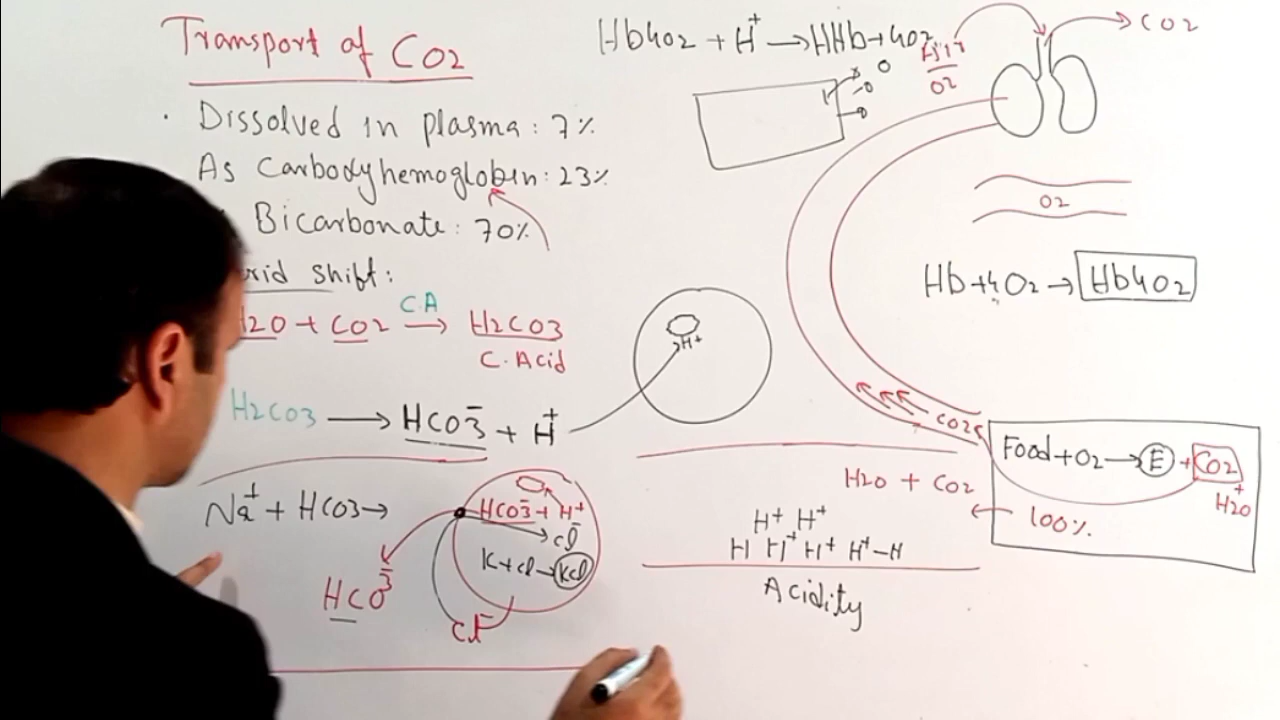 Transport of CO2
Dissolved in plasma: 7%
As Carbodyhemoglobin: 23%
Bicarbonate: 70%
shift:
H2O + CO2 → H2CO3
C.A
C. Acid
H2CO3 → HCO3⁻ + H⁺
H⁺
Na⁺ + HCO3 →
HCO3⁻ + H⁺
Cl⁻
K + Cl → KCl
HCO3⁻
Cl⁻
Hb4O2 + H⁺ → HHb + 4O2
O2
CO2
O2
Hb + 4O2 → Hb4O2
CO2
Food + O2 → E + CO2
H2O
100%
H2O + CO2
H⁺ H⁺
H H⁺ H⁺ H⁺–H
Acidity